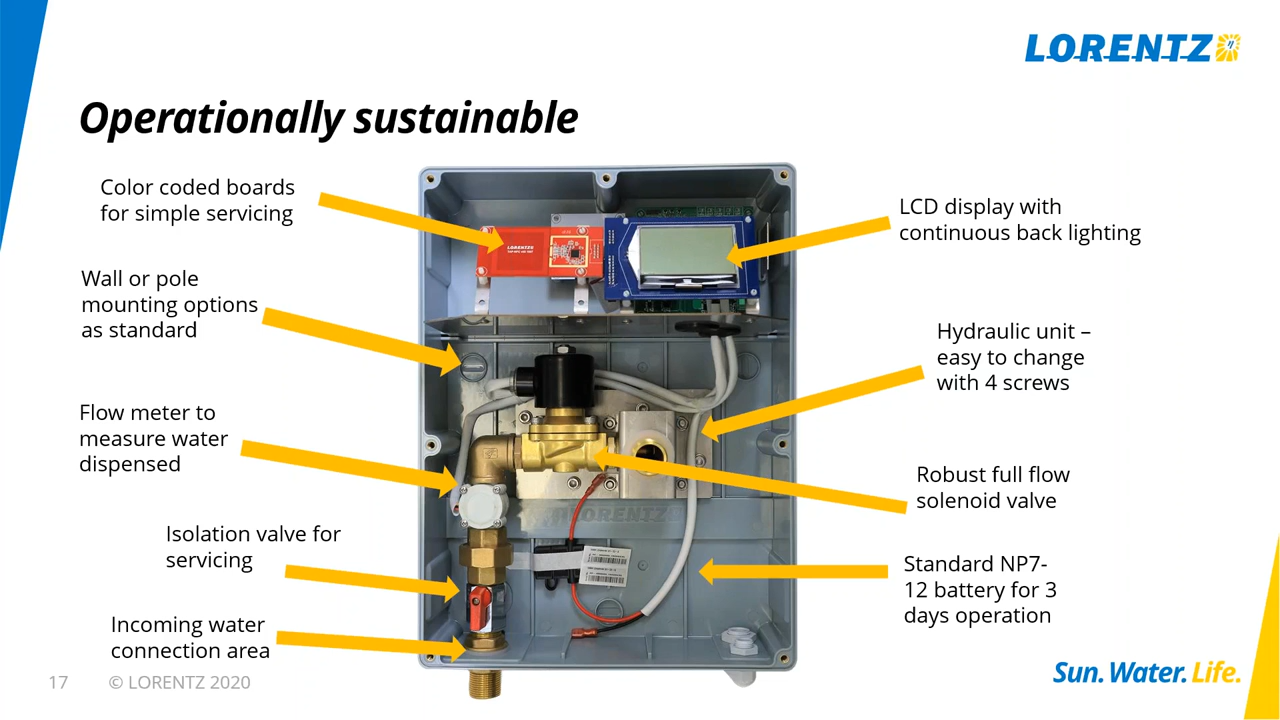 LORENTZ
Operationally sustainable
Color coded boards
for simple servicing
LCD display with
continuous back lighting
Wall or pole
mounting options
as standard
Hydraulic unit –
easy to change
with 4 screws
Flow meter to
measure water
dispensed
Robust full flow
solenoid valve
Isolation valve for
servicing
Standard NP7-
12 battery for 3
days operation
Incoming water
connection area
LORENTZ
LORENTZ
17
© LORENTZ 2020
Sun. Water. Life.